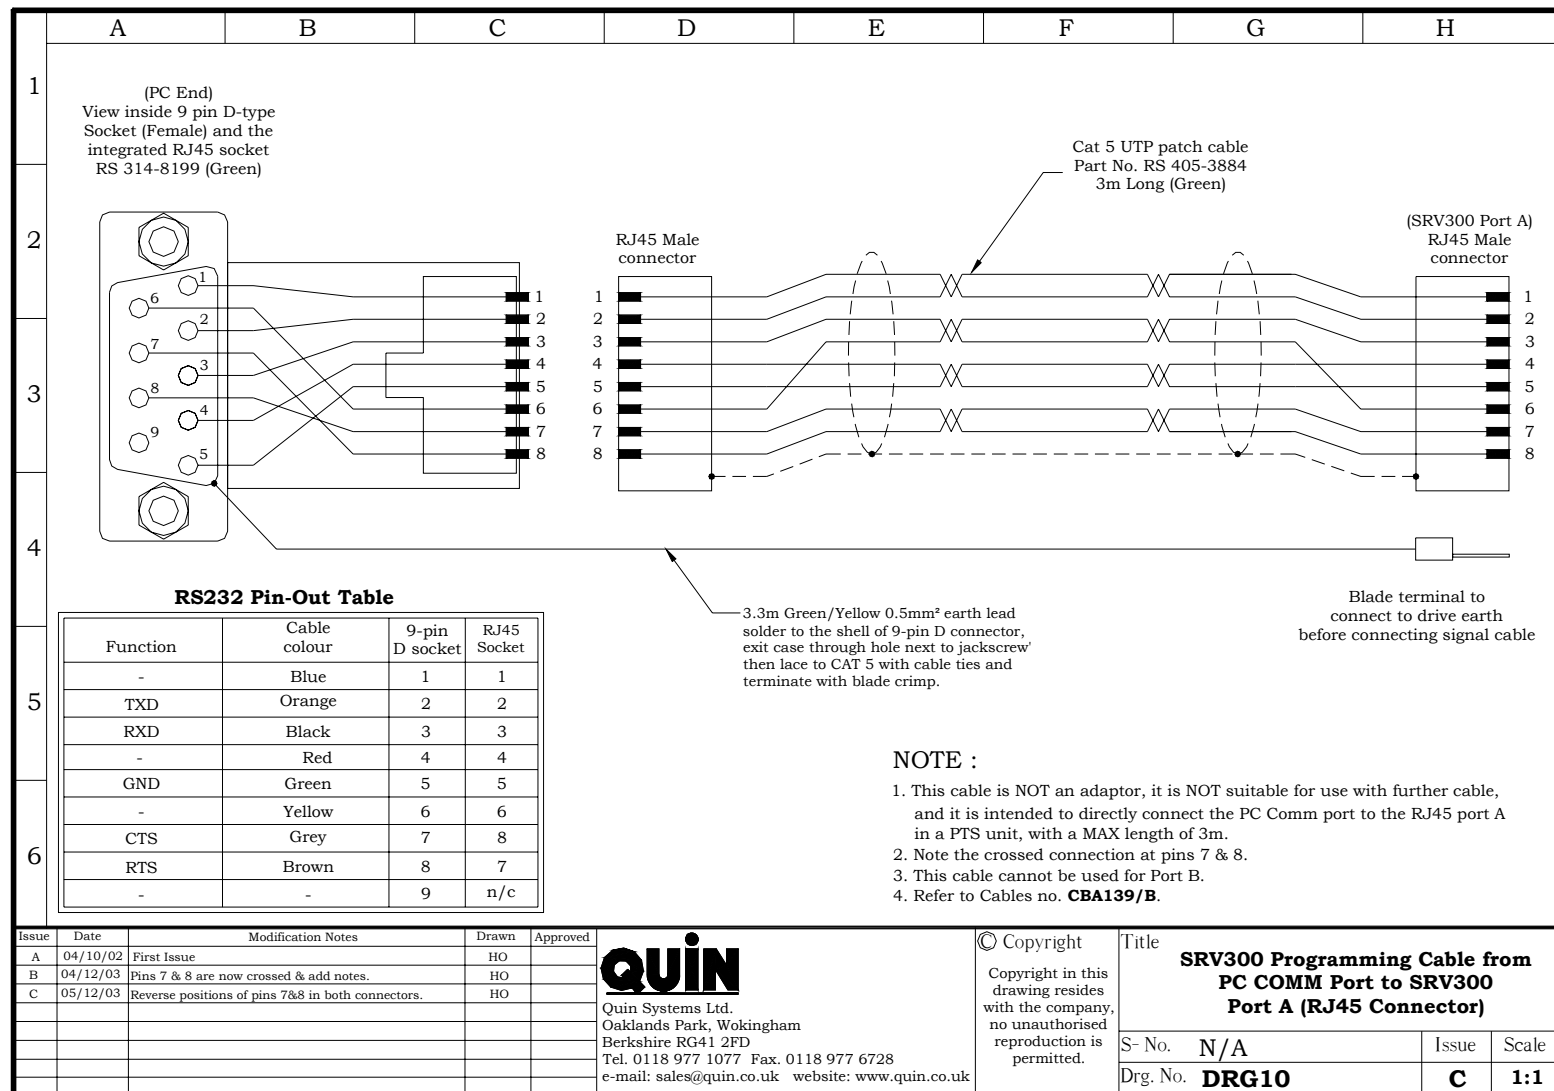 A B C D E F G H
1
2
3
4
5
6
(PC End)
View inside 9 pin D-type
Socket (Female) and the
integrated RJ45 socket
RS 314-8199 (Green)
1
6
2
7
3
8
4
9
5
1
2
3
4
5
6
7
8
RJ45 Male
connector
1
2
3
4
5
6
7
8
Cat 5 UTP patch cable
Part No. RS 405-3884
3m Long (Green)
(SRV300 Port A)
RJ45 Male
connector
1
2
3
4
5
6
7
8
3.3m Green/Yellow 0.5mm² earth lead
solder to the shell of 9-pin D connector,
exit case through hole next to jackscrew'
then lace to CAT 5 with cable ties and
terminate with blade crimp.
Blade terminal to
connect to drive earth
before connecting signal cable
RS232 Pin-Out Table
Function Cable colour 9-pin D socket RJ45 Socket
- Blue 1 1
TXD Orange 2 2
RXD Black 3 3
- Red 4 4
GND Green 5 5
- Yellow 6 6
CTS Grey 7 8
RTS Brown 8 7
- - 9 n/c
NOTE :
1. This cable is NOT an adaptor, it is NOT suitable for use with further cable,
and it is intended to directly connect the PC Comm port to the RJ45 port A
in a PTS unit, with a MAX length of 3m.
2. Note the crossed connection at pins 7 & 8.
3. This cable cannot be used for Port B.
4. Refer to Cables no. CBA139/B.
Issue Date Modification Notes Drawn Approved
A 04/10/02 First Issue HO
B 04/12/03 Pins 7 & 8 are now crossed & add notes. HO
C 05/12/03 Reverse positions of pins 7&8 in both connectors. HO
QUIN
Quin Systems Ltd.
Oaklands Park, Wokingham
Berkshire RG41 2FD
Tel. 0118 977 1077 Fax. 0118 977 6728
e-mail: sales@quin.co.uk website: www.quin.co.uk
© Copyright
Copyright in this
drawing resides
with the company,
no unauthorised
reproduction is
permitted.
Title
SRV300 Programming Cable from
PC COMM Port to SRV300
Port A (RJ45 Connector)
S- No. N/A
Issue Scale
Drg. No. DRG10
C 1:1